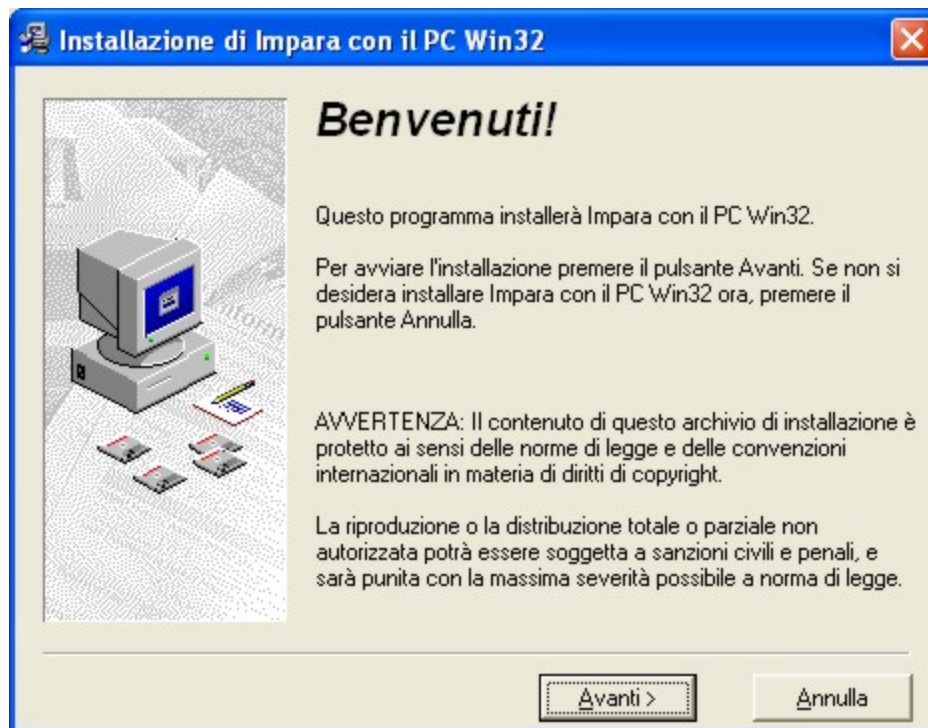 Installazione di Impara con il PC Win32
Benvenuti!
Questo programma installerà Impara con il PC Win32.
Per avviare l'installazione premere il pulsante Avanti. Se non si
desidera installare Impara con il PC Win32 ora, premere il
pulsante Annulla.
AVVERTENZA: Il contenuto di questo archivio di installazione è
protetto ai sensi delle norme di legge e delle convenzioni
internazionali in materia di diritti di copyright.
La riproduzione o la distribuzione totale o parziale non
autorizzata potrà essere soggetta a sanzioni civili e penali, e
sarà punita con la massima severità possibile a norma di legge.
Avanti >
Annulla